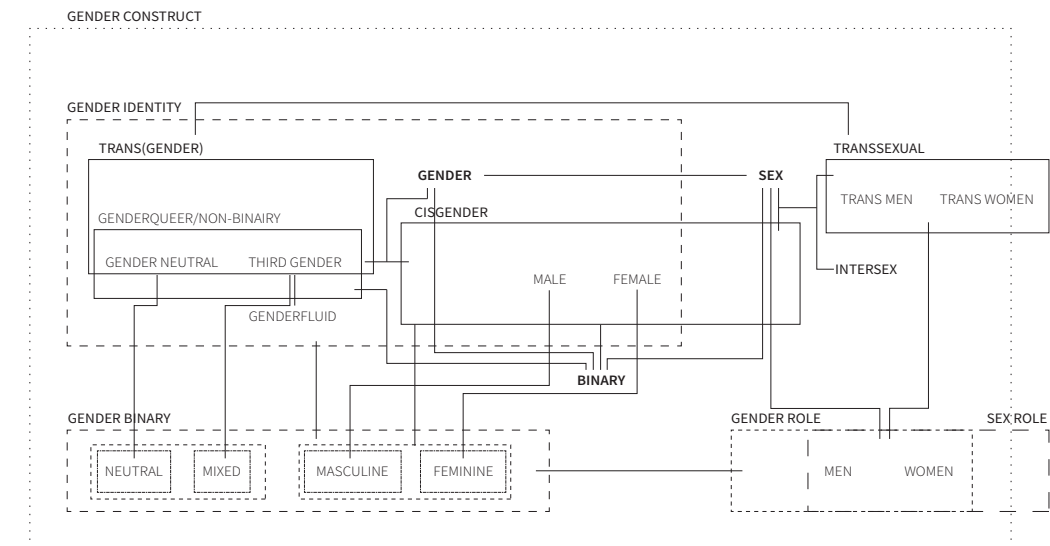 GENDER CONSTRUCT
GENDER IDENTITY
TRANS(GENDER)
TRANSSEXUAL
GENDER
SEX
TRANS MEN
TRANS WOMEN
CISGENDER
GENDERQUEER/NON-BINAIRY
GENDER NEUTRAL
THIRD GENDER
INTERSEX
MALE
FEMALE
GENDERFLUID
BINARY
GENDER BINARY
GENDER ROLE
SEX ROLE
NEUTRAL
MIXED
MASCULINE
FEMININE
MEN
WOMEN